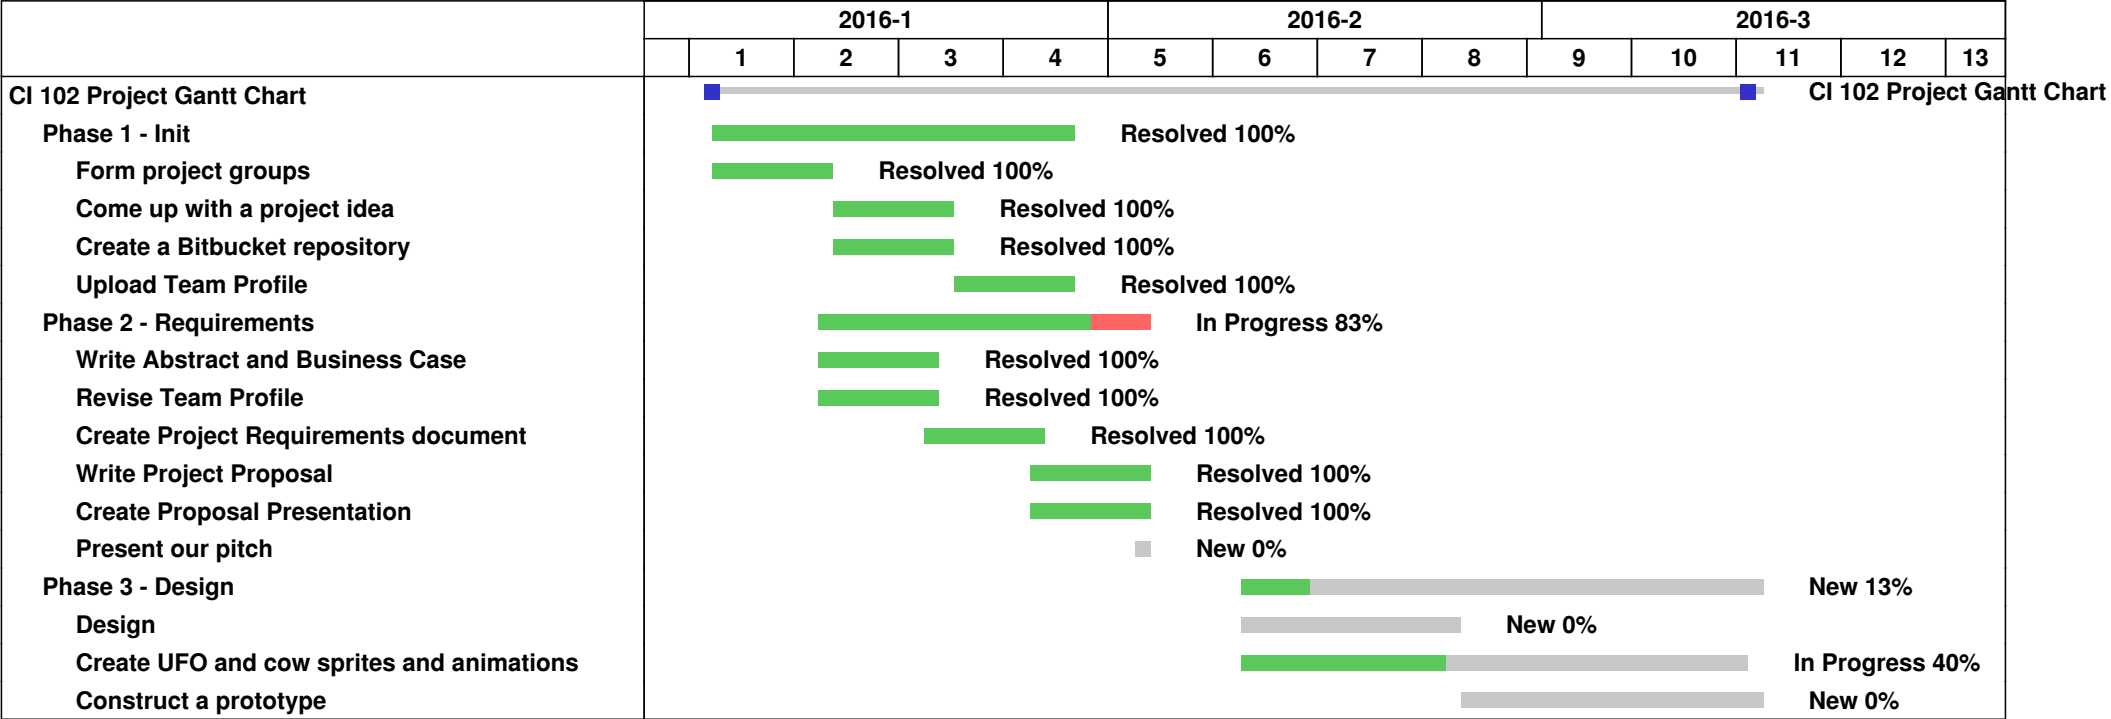 2016-1 2016-2 2016-3
1 2 3 4 5 6 7 8 9 10 11 12 13
CI 102 Project Gantt Chart CI 102 Project Gantt Chart
Phase 1 - Init Resolved 100%
Form project groups Resolved 100%
Come up with a project idea Resolved 100%
Create a Bitbucket repository Resolved 100%
Upload Team Profile Resolved 100%
Phase 2 - Requirements In Progress 83%
Write Abstract and Business Case Resolved 100%
Revise Team Profile Resolved 100%
Create Project Requirements document Resolved 100%
Write Project Proposal Resolved 100%
Create Proposal Presentation Resolved 100%
Present our pitch New 0%
Phase 3 - Design New 13%
Design New 0%
Create UFO and cow sprites and animations In Progress 40%
Construct a prototype New 0%